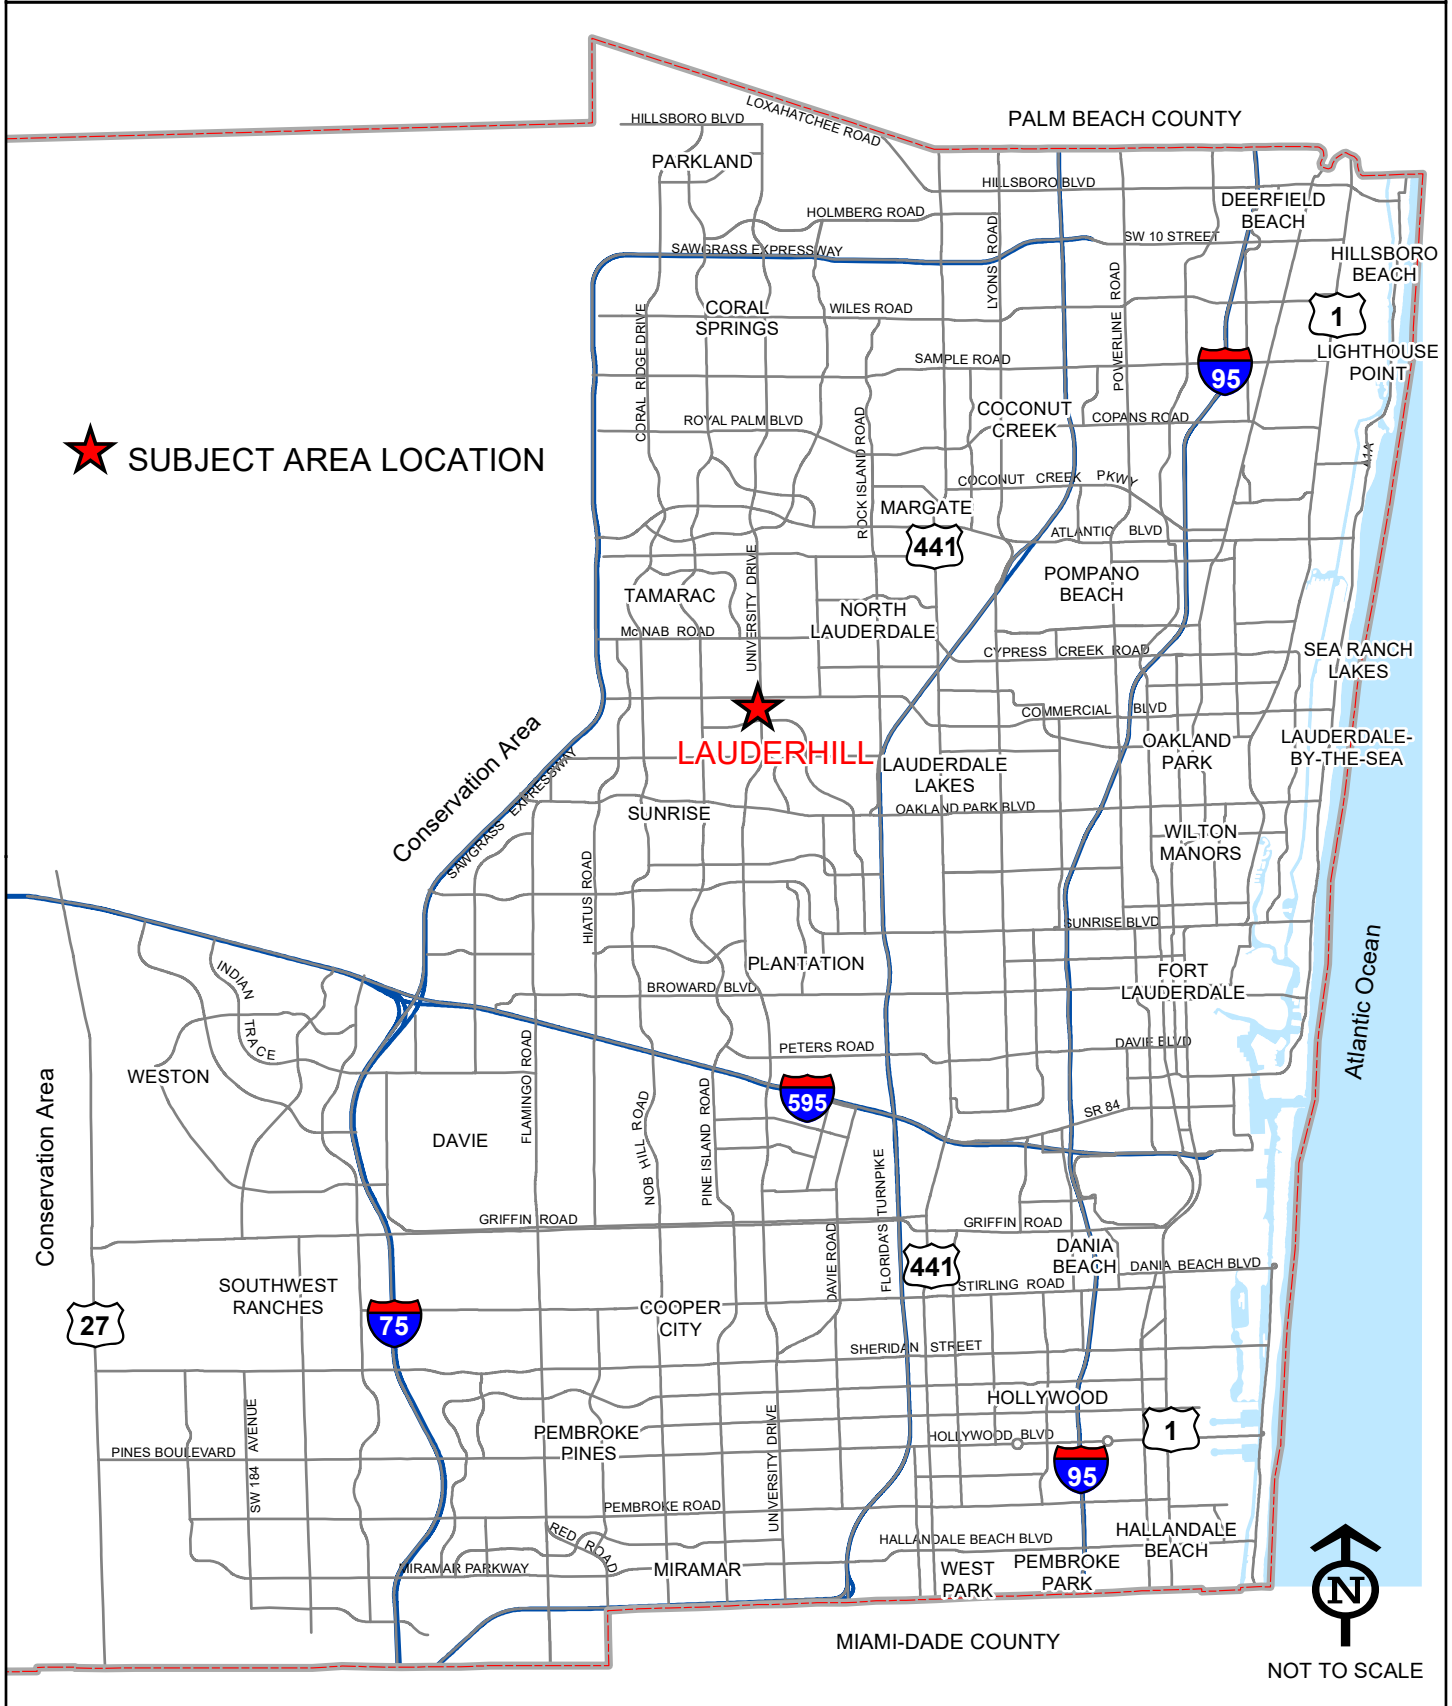 LOXAHATCHEE ROAD
HILLSBORO BLVD
PALM BEACH COUNTY
PARKLAND
HILLSBORO BLVD
DEERFIELD
BEACH
HOLMBERG ROAD
LYONS ROAD
SW 10 STREET
SAWGRASS EXPRESSWAY
HILLSBORO
BEACH
POWERLINE ROAD
CORAL
SPRINGS
WILES ROAD
1
CORAL RIDGE DRIVE
LIGHTHOUSE
POINT
SAMPLE ROAD
95
COCONUT
CREEK
COPANS ROAD
ROYAL PALM BLVD
ROCK ISLAND ROAD
A1A
SUBJECT AREA LOCATION
COCONUT CREEK PKWY
MARGATE
441
ATLANTIC BLVD
UNIVERSITY DRIVE
POMPANO
BEACH
TAMARAC
NORTH
LAUDERDALE
McNAB ROAD
CYPRESS CREEK ROAD
SEA RANCH
LAKES
COMMERCIAL BLVD
LAUDERHILL
OAKLAND
PARK
LAUDERDALE-
BY-THE-SEA
LAUDERDALE
LAKES
Conservation Area
SAWGRASS EXPRESSWAY
SUNRISE
OAKLAND PARK BLVD
WILTON
MANORS
HIATUS ROAD
SUNRISE BLVD
PLANTATION
FORT
LAUDERDALE
Atlantic Ocean
INDIAN
TRACE
BROWARD BLVD
PETERS ROAD
DAVIE BLVD
WESTON
FLAMINGO ROAD
595
SR 84
Conservation Area
DAVIE
NOB HILL ROAD
PINE ISLAND ROAD
FLORIDA'S TURNPIKE
GRIFFIN ROAD
GRIFFIN ROAD
DAVIE ROAD
441
DANIA
BEACH
DANIA BEACH BLVD
STIRLING ROAD
SOUTHWEST
RANCHES
27
75
COOPER
CITY
SHERIDAN STREET
HOLLYWOOD
SW 184 AVENUE
UNIVERSITY DRIVE
1
PEMBROKE
PINES
HOLLYWOOD BLVD
PINES BOULEVARD
95
PEMBROKE ROAD
RED ROAD
HALLANDALE BEACH BLVD
HALLANDALE
BEACH
MIRAMAR PARKWAY
MIRAMAR
WEST
PARK
PEMBROKE
PARK
N
MIAMI-DADE COUNTY
NOT TO SCALE